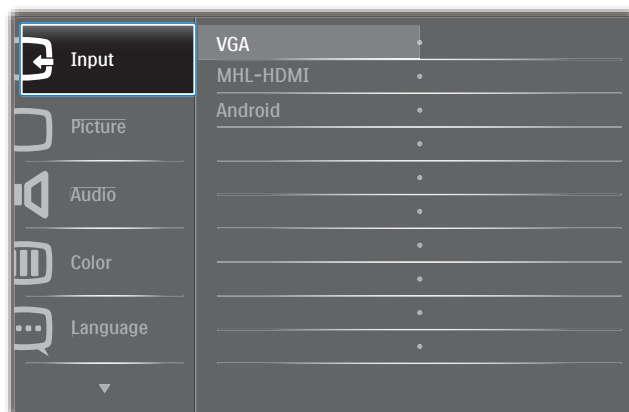 Input
Picture
Audio
Color
Language
VGA
MHL-HDMI
Android